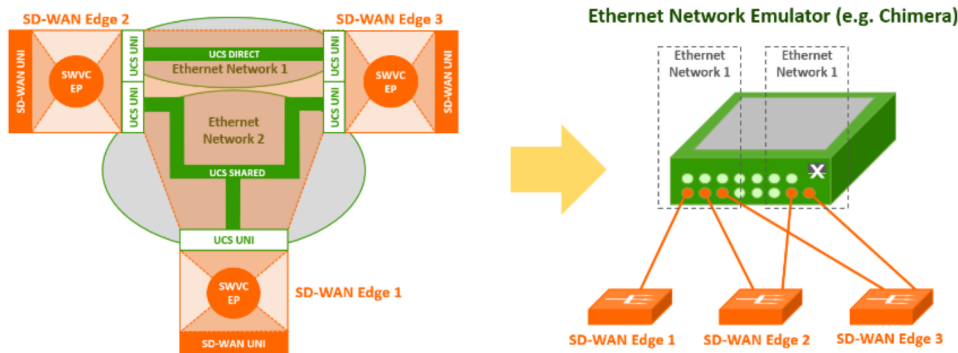 SD-WAN Edge 2
SD-WAN Edge 3
Ethernet Network Emulator (e.g. Chimera)
SD-WAN UNI
SWVC
EP
UCS UNI
UCS UNI
UCS DIRECT
Ethernet Network 1
Ethernet
Network 2
UCS SHARED
UCS UNI
UCS UNI
SWVC
EP
SD-WAN UNI
UCS UNI
SWVC
EP
SD-WAN Edge 1
SD-WAN UNI
Ethernet
Network 1
Ethernet
Network 1
X
SD-WAN Edge 1
SD-WAN Edge 2
SD-WAN Edge 3